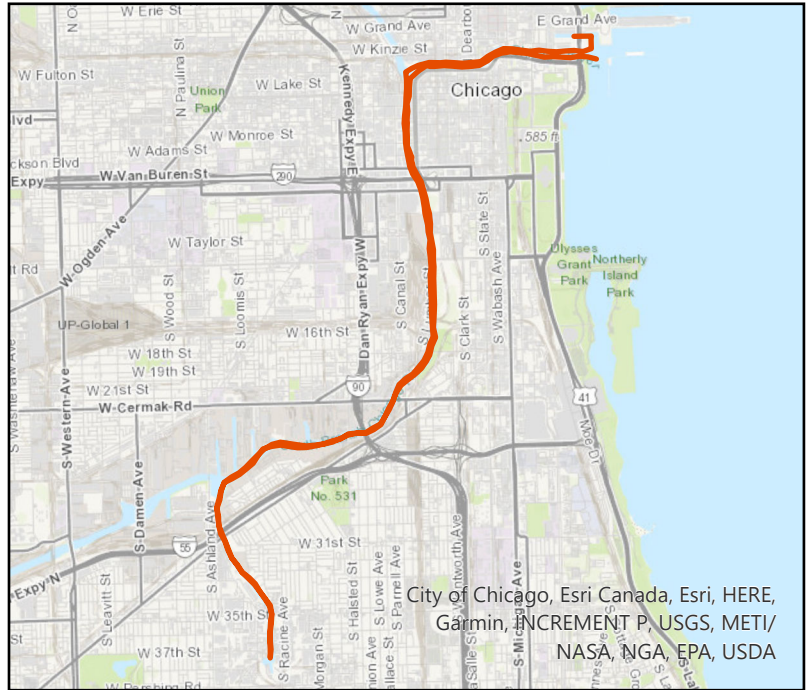 W Erie St
E Grand Ave
W Grand Ave
W Kinzie St
Dearbo
N Paulina St
W Fulton St
Kennedy Expy E
W Lake St
Union
Park
Chicago
lvd
W Monroe St
585 ft
W Adams St
ckson Blvd
Expy
W Van Buren St
290
W Ogden-Ave
S State St
W Taylor St
Dan Ryan Expy W
Ulysses
Grant
Park
Northerly
Island
Park
tt Rd
S Wood St
S Loomis St
S Canal St
S Clark St
S Wabash Ave
UP-Global 1
W 16th St
W 18th St
W 19th St
W 21st St
90
41
W-Cermak-Rd
S-Western-Ave
S-Damen-Ave
Park
No. 531
S Ashland Ave
W 31st St
55
Expy N
S Leavitt St
S Halsted St
S Lowe Ave
S Parnell Ave
S-Michigan-Ave
W 35th St
S Racine Ave
W 37th St
City of Chicago, Esri Canada, Esri, HERE,
Garmin, INCREMENT P, USGS, METI/
NASA, NGA, EPA, USDA